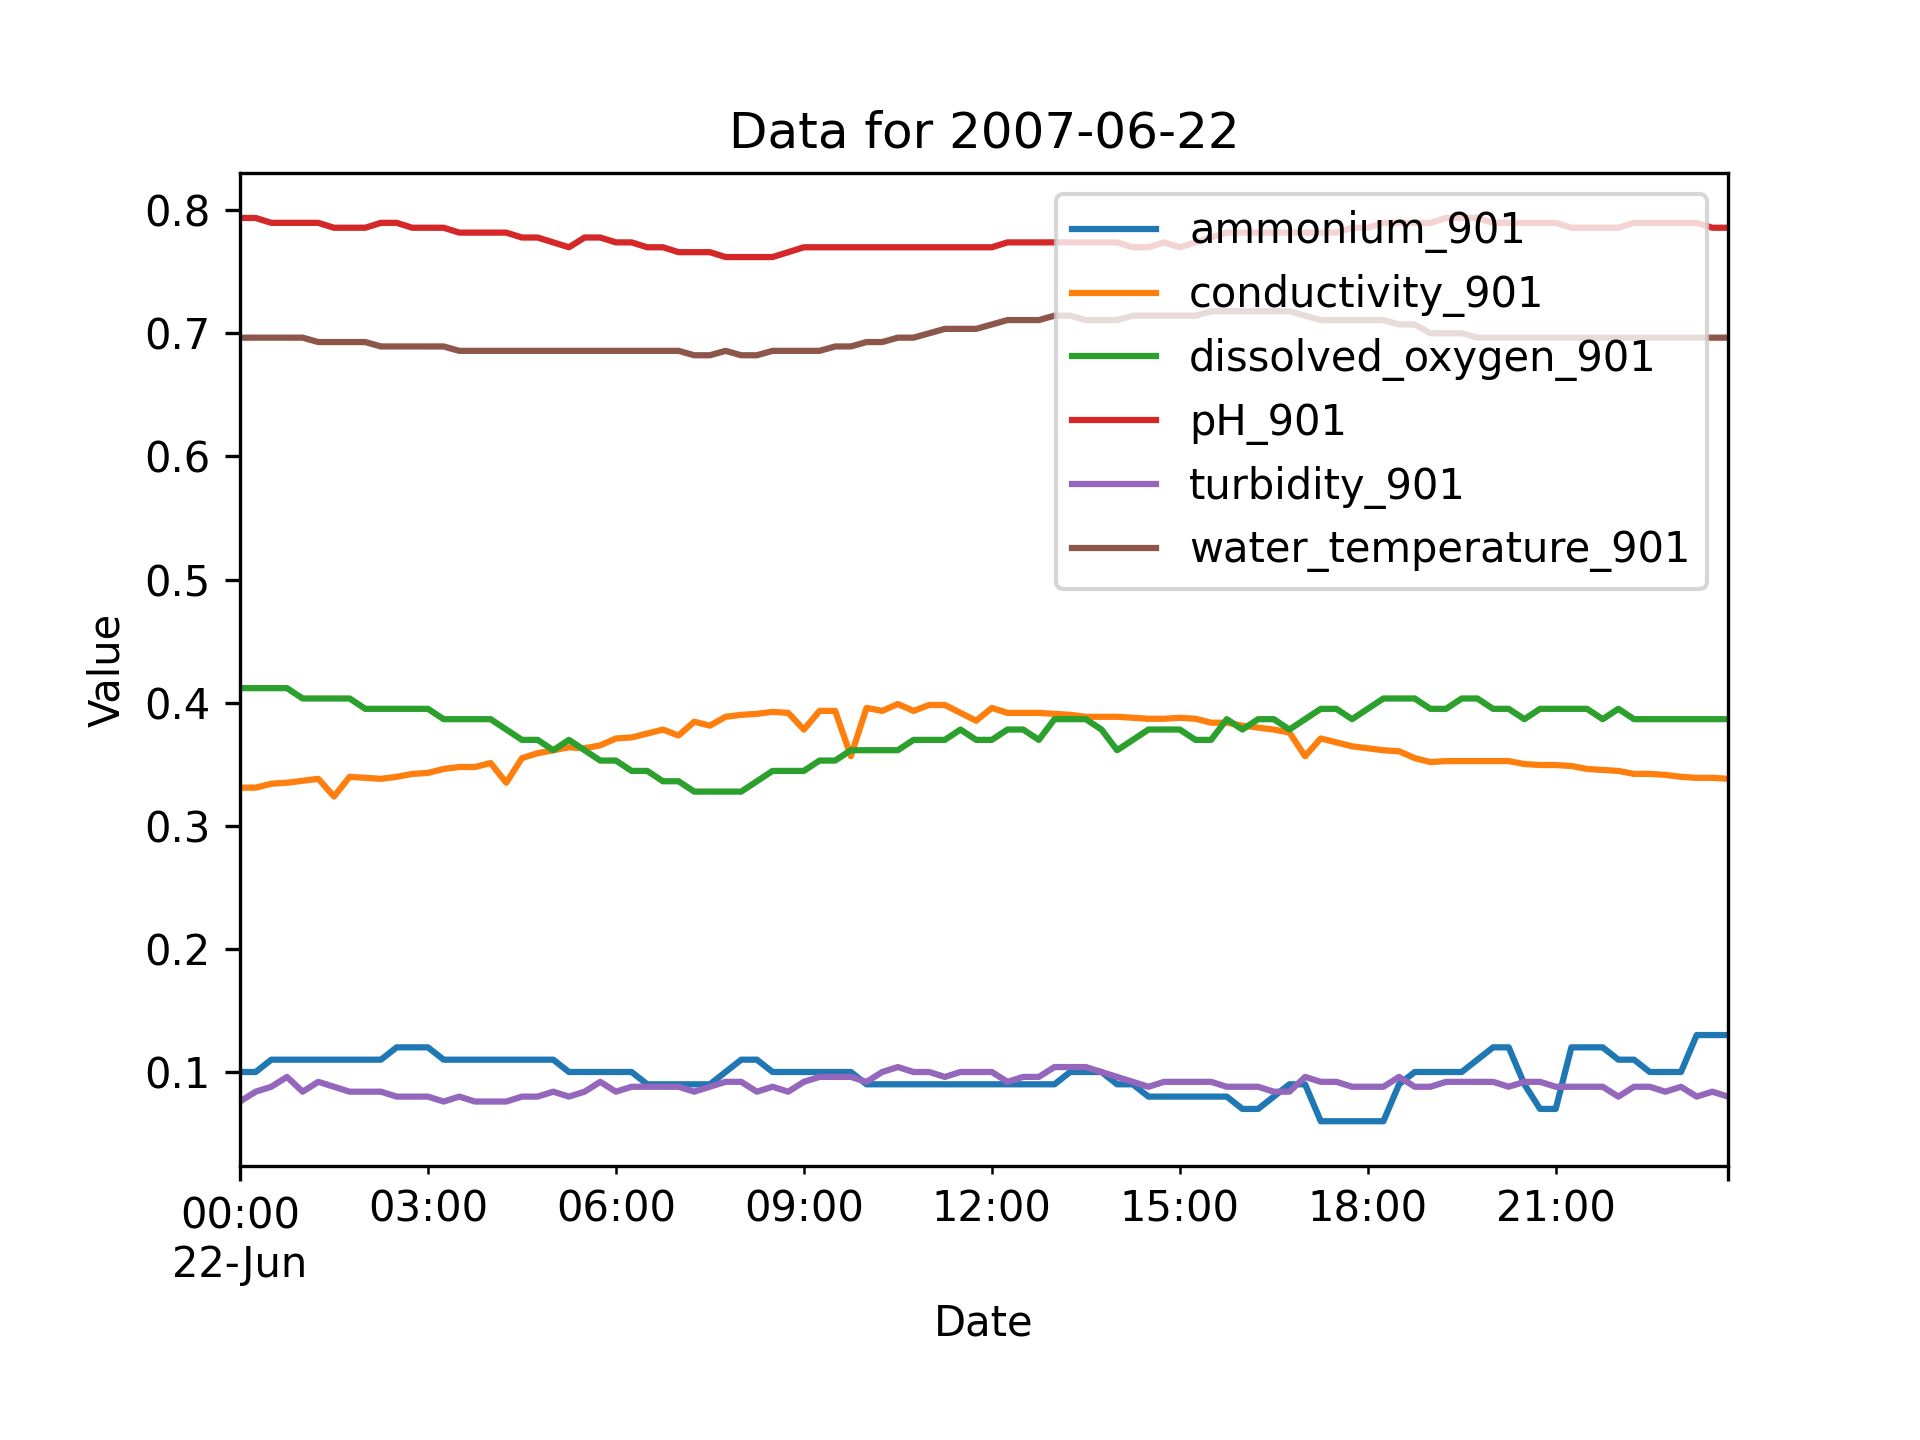 Data for 2007-06-22
0.8
0.7
0.6
0.5
0.4
0.3
0.2
0.1
Value
ammonium_901
conductivity_901
dissolved_oxygen_901
pH_901
turbidity_901
water_temperature_901
00:00 03:00 06:00 09:00 12:00 15:00 18:00 21:00
22-Jun
Date